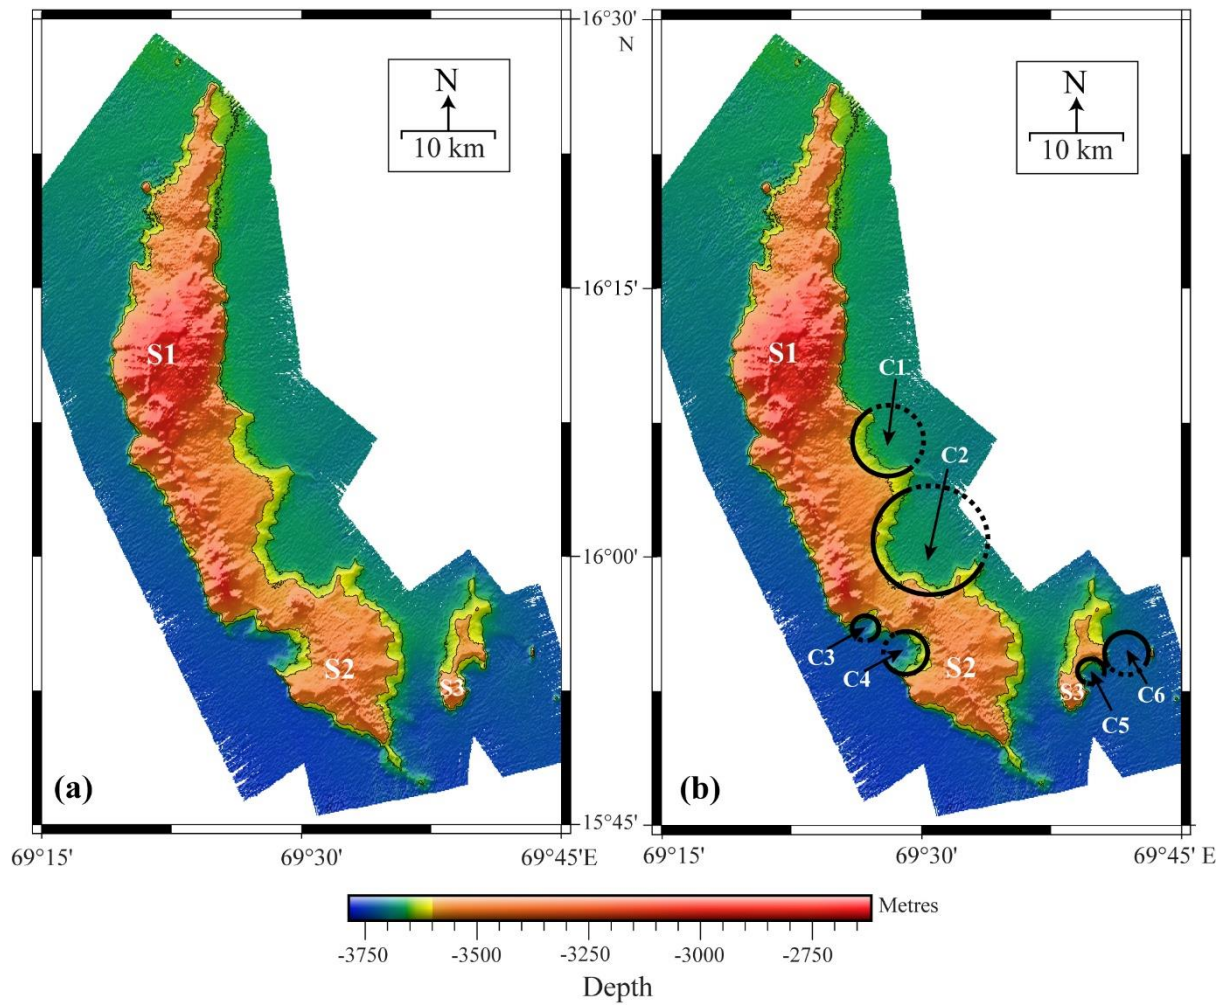 16°30'
N
N
10 km
N
10 km
16°15'
S1
S1
C1
C2
16°00'
C3
C4
S2
S2
S3
S3
C5
C6
(a)
(b)
15°45'
69°15'
69°30'
69°45'E
69°15'
69°30'
69°45' E
Metres
-3750
-3500
-3250
-3000
-2750
Depth